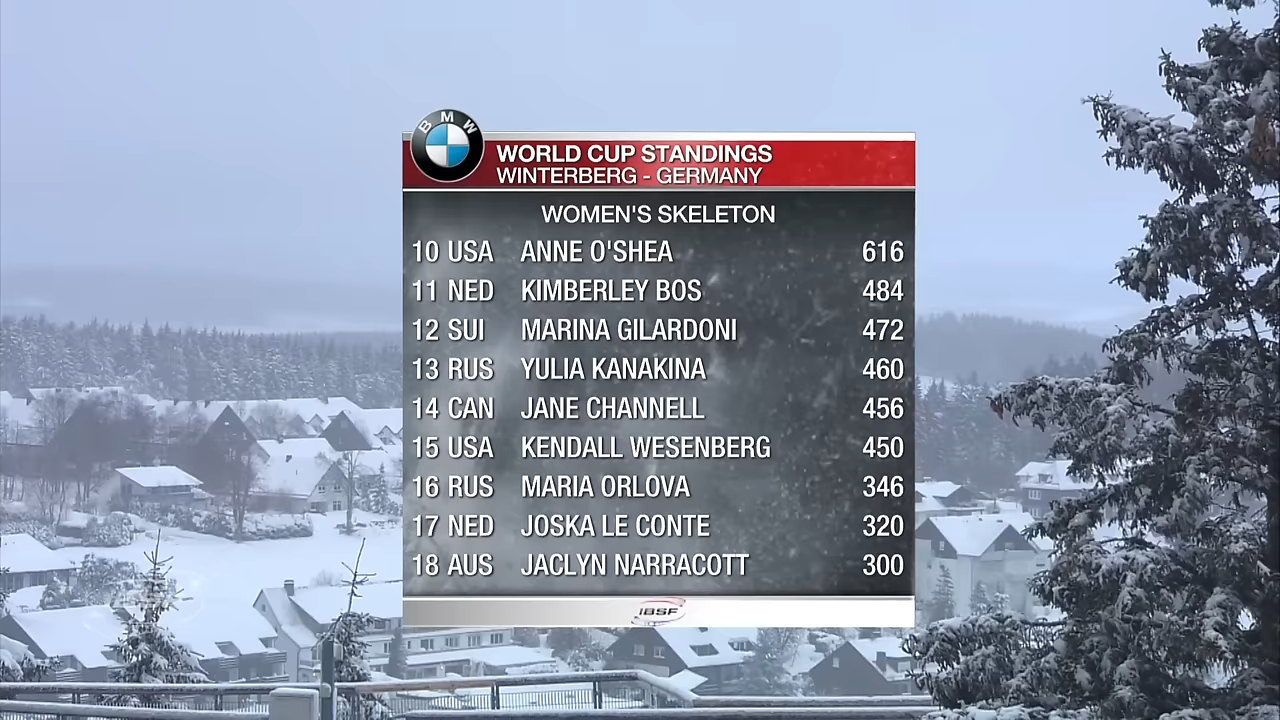 BMW
WORLD CUP STANDINGS
WINTERBERG - GERMANY
WOMEN'S SKELETON
10 USA ANNE O'SHEA 616
11 NED KIMBERLEY BOS 484
12 SUI MARINA GILARDONI 472
13 RUS YULIA KANAKINA 460
14 CAN JANE CHANNELL 456
15 USA KENDALL WESENBERG 450
16 RUS MARIA ORLOVA 346
17 NED JOSKA LE CONTE 320
18 AUS JACLYN NARRACOTT 300
IBSF